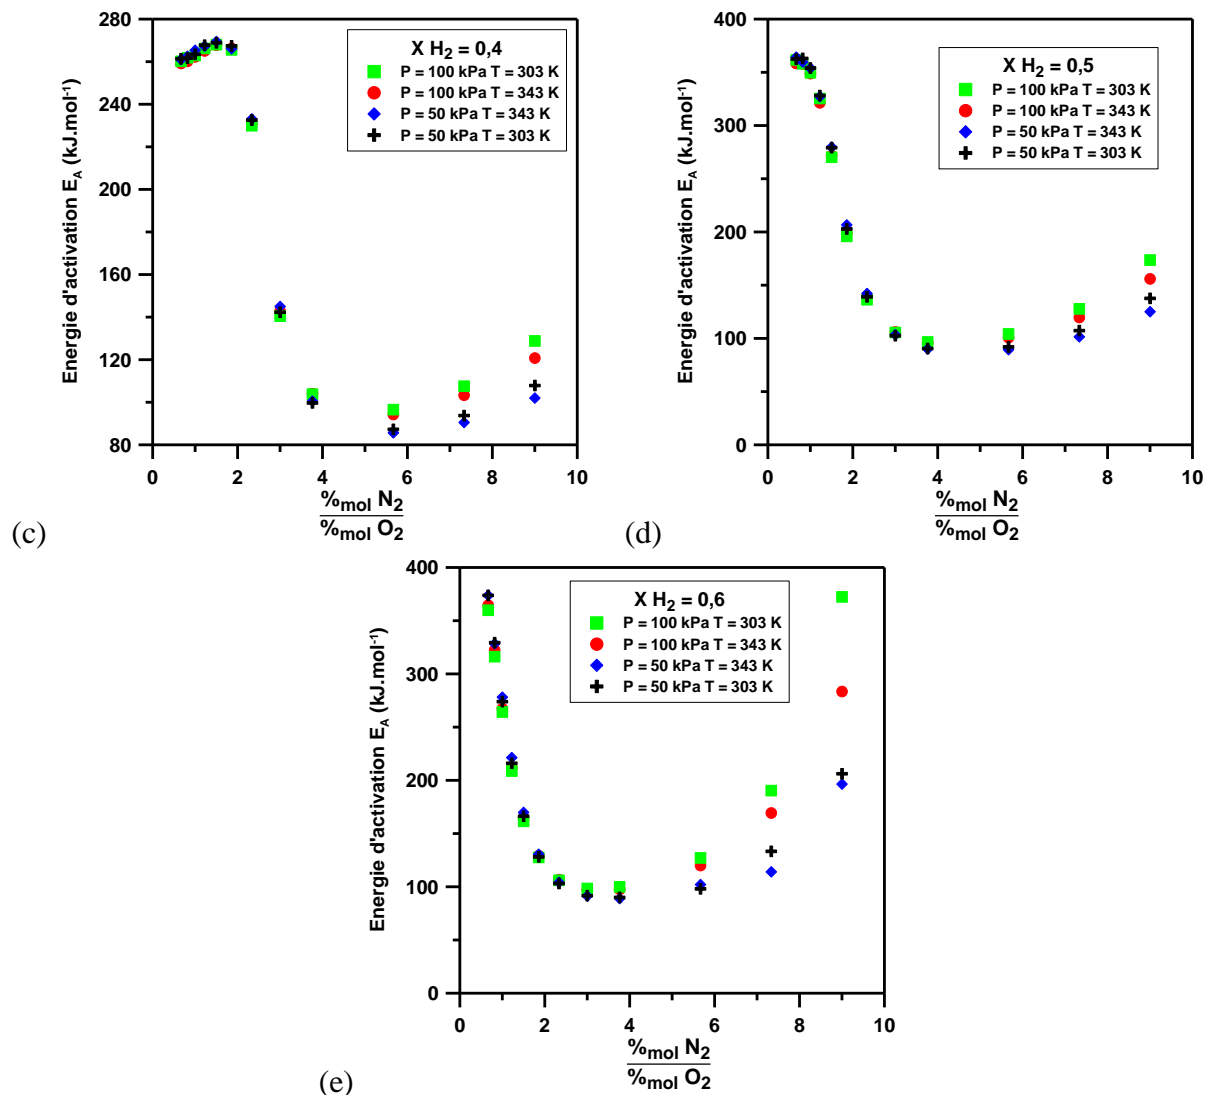 280
240
200
160
120
80
Energie d'activation E_A (kJ.mol⁻¹)
X H₂ = 0,4
P = 100 kPa T = 303 K
P = 100 kPa T = 343 K
P = 50 kPa T = 343 K
P = 50 kPa T = 303 K
0 2 4 6 8 10
%mol N₂
%mol O₂
(c)
400
300
200
100
0
Energie d'activation E_A (kJ.mol⁻¹)
X H₂ = 0,5
P = 100 kPa T = 303 K
P = 100 kPa T = 343 K
P = 50 kPa T = 343 K
P = 50 kPa T = 303 K
0 2 4 6 8 10
%mol N₂
%mol O₂
(d)
400
300
200
100
0
Energie d'activation E_A (kJ.mol⁻¹)
X H₂ = 0,6
P = 100 kPa T = 303 K
P = 100 kPa T = 343 K
P = 50 kPa T = 343 K
P = 50 kPa T = 303 K
0 2 4 6 8 10
%mol N₂
%mol O₂
(e)